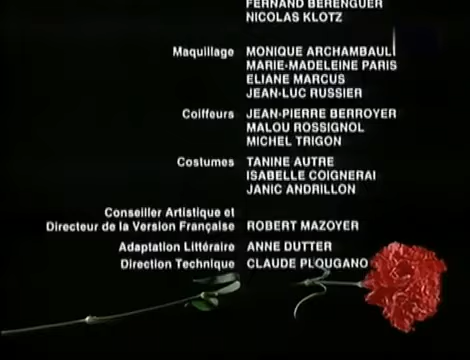 FERNAND BERENGUER
NICOLAS KLOTZ
Maquillage MONIQUE ARCHAMBAULT
MARIE-MADELEINE PARIS
ELIANE MARCUS
JEAN-LUC RUSSIER
Coiffeurs JEAN-PIERRE BERROYER
MALOU ROSSIGNOL
MICHEL TRIGON
Costumes TANINE AUTRE
ISABELLE COIGNERAI
JANIC ANDRILLON
Conseiller Artistique et
Directeur de la Version Française ROBERT MAZOYER
Adaptation Littéraire ANNE DUTTER
Direction Technique CLAUDE PLOUGANO